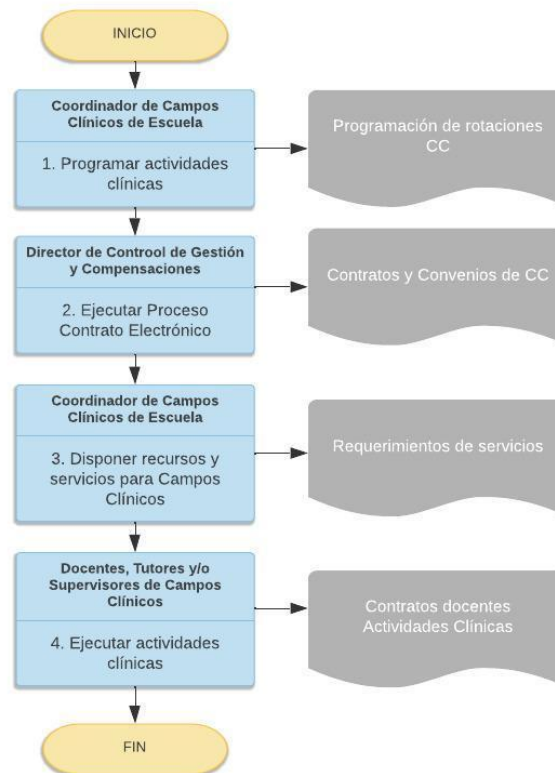 INICIO
Coordinador de Campos
Clínicos de Escuela
1. Programar actividades
clínicas
Programación de rotaciones
CC
Director de Controol de Gestión
y Compensaciones
2. Ejecutar Proceso
Contrato Electrónico
Contratos y Convenios de CC
Coordinador de Campos
Clínicos de Escuela
3. Disponer recursos y
servicios para Campos
Clínicos
Requerimientos de servicios
Docentes, Tutores y/o
Supervisores de Campos
Clínicos
4. Ejecutar actividades
clínicas
Contratos docentes
Actividades Clínicas
FIN